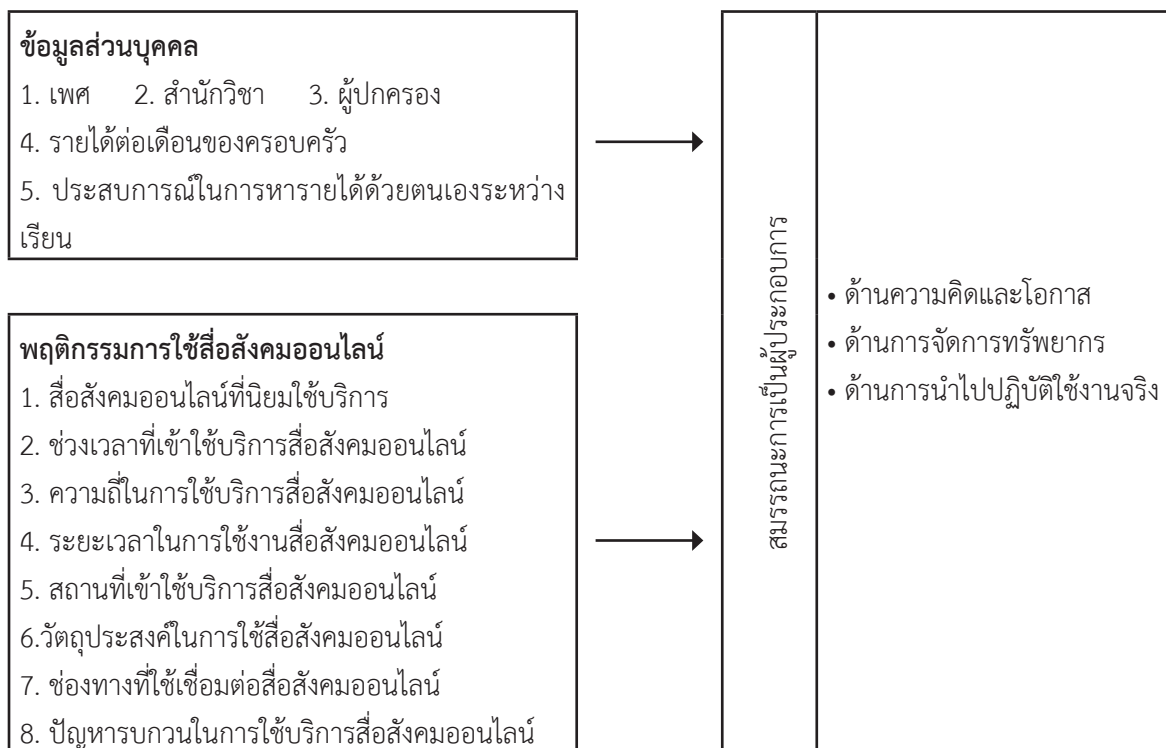 ข้อมูลส่วนบุคคล
1. เพศ 2. สำนักวิชา 3. ผู้ปกครอง
4. รายได้ต่อเดือนของครอบครัว
5. ประสบการณ์ในการหารายได้ด้วยตนเองระหว่าง
เรียน
พฤติกรรมการใช้สื่อสังคมออนไลน์
1. สื่อสังคมออนไลน์ที่นิยมใช้บริการ
2. ช่วงเวลาที่เข้าใช้บริการสื่อสังคมออนไลน์
3. ความถี่ในการใช้บริการสื่อสังคมออนไลน์
4. ระยะเวลาในการใช้งานสื่อสังคมออนไลน์
5. สถานที่เข้าใช้บริการสื่อสังคมออนไลน์
6.วัตถุประสงค์ในการใช้สื่อสังคมออนไลน์
7. ช่องทางที่ใช้เชื่อมต่อสื่อสังคมออนไลน์
8. ปัญหารบกวนในการใช้บริการสื่อสังคมออนไลน์
สมรรถนะการเป็นผู้ประกอบการ
• ด้านความคิดและโอกาส
• ด้านการจัดการทรัพยากร
• ด้านการนำไปปฏิบัติใช้งานจริง